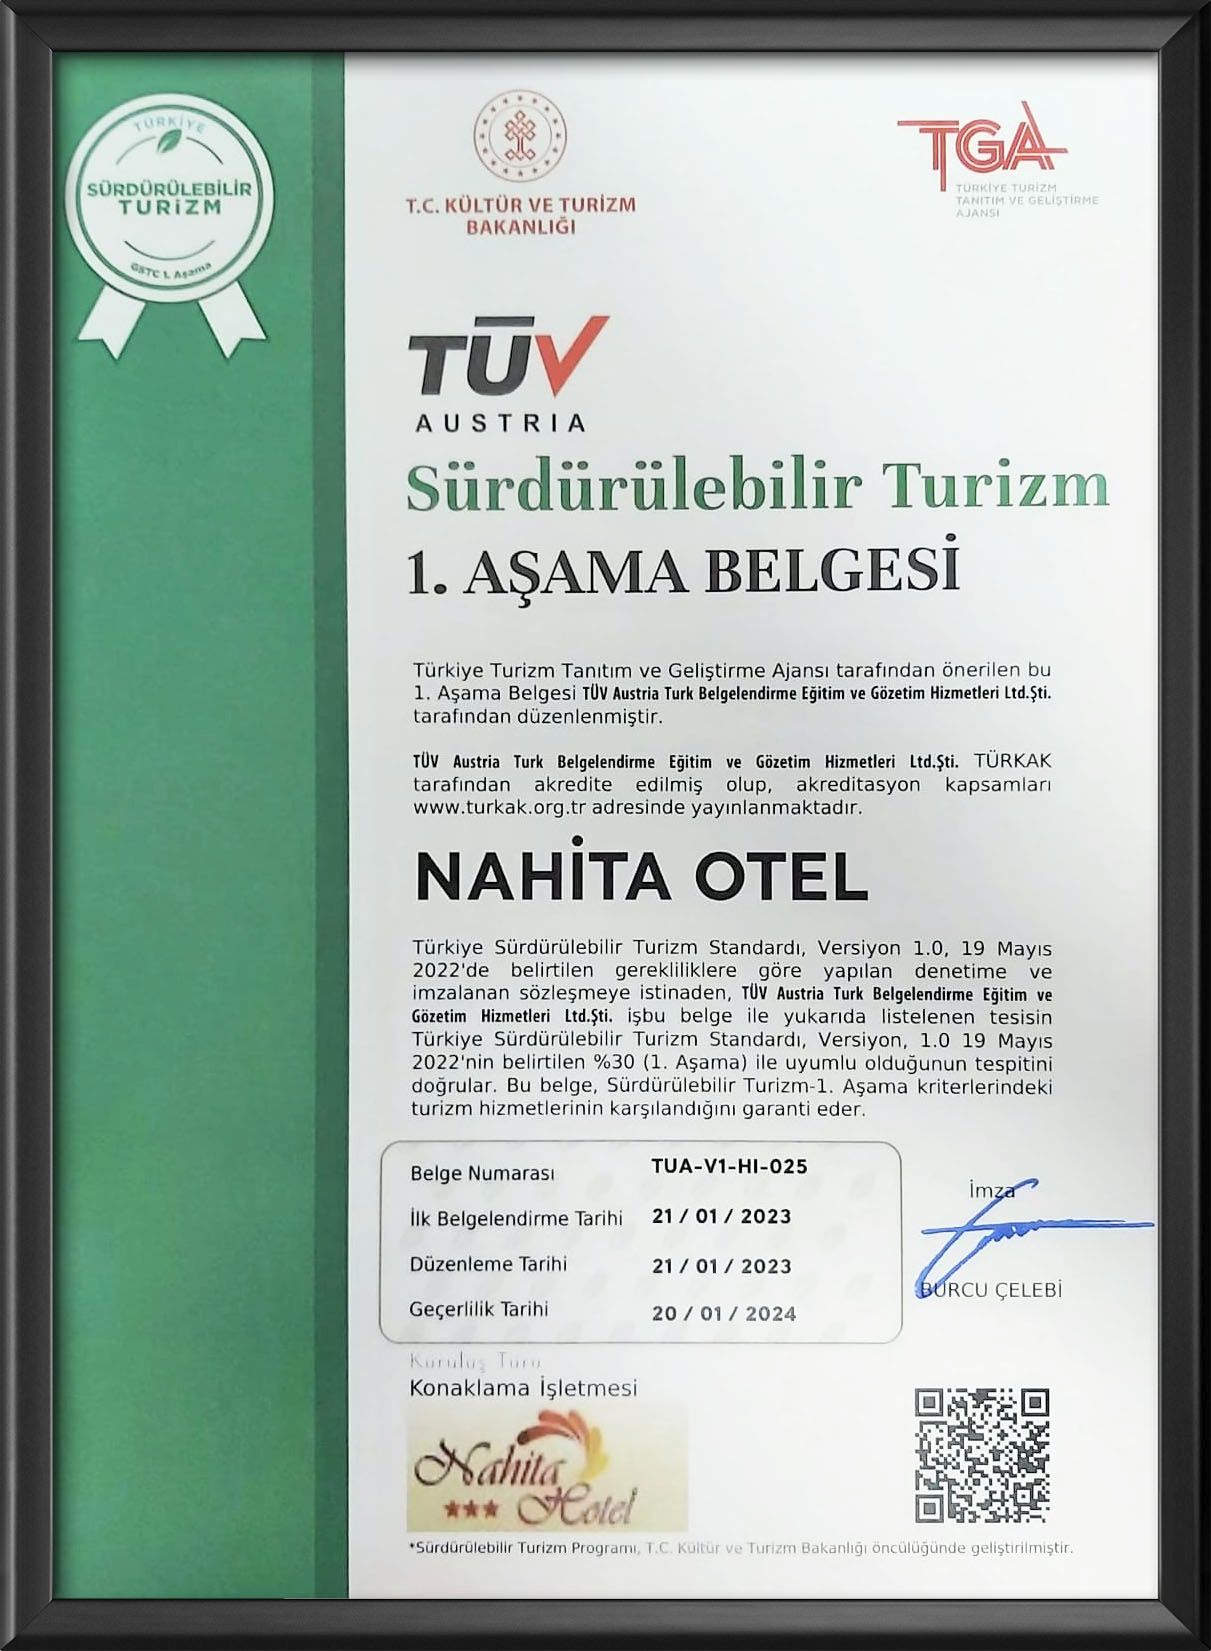 TÜRKİYE
SÜRDÜRÜLEBİLİR
TURİZM
GSTC 1. Aşama
T.C. KÜLTÜR VE TURİZM
BAKANLIĞI
TGA
TÜRKİYE TURİZM
TANITIM VE GELİŞTİRME
AJANSI
TÜV
AUSTRIA
Sürdürülebilir Turizm
1. AŞAMA BELGESİ
Türkiye Turizm Tanıtım ve Geliştirme Ajansı tarafından önerilen bu
1. Aşama Belgesi TÜV Austria Turk Belgelendirme Eğitim ve Gözetim Hizmetleri Ltd.Şti.
tarafından düzenlenmiştir.
TÜV Austria Turk Belgelendirme Eğitim ve Gözetim Hizmetleri Ltd.Şti. TÜRKAK
tarafından akredite edilmiş olup, akreditasyon kapsamları
www.turkak.org.tr adresinde yayınlanmaktadır.
NAHİTA OTEL
Türkiye Sürdürülebilir Turizm Standardı, Versiyon 1.0, 19 Mayıs
2022'de belirtilen gerekliliklere göre yapılan denetime ve
imzalanan sözleşmeye istinaden, TÜV Austria Turk Belgelendirme Eğitim ve
Gözetim Hizmetleri Ltd.Şti. işbu belge ile yukarıda listelenen tesisin
Türkiye Sürdürülebilir Turizm Standardı, Versiyon, 1.0 19 Mayıs
2022'nin belirtilen %30 (1. Aşama) ile uyumlu olduğunun tespitini
doğrular. Bu belge, Sürdürülebilir Turizm-1. Aşama kriterlerindeki
turizm hizmetlerinin karşılandığını garanti eder.
Belge Numarası TUA-V1-HI-025
İlk Belgelendirme Tarihi 21 / 01 / 2023
Düzenleme Tarihi 21 / 01 / 2023
Geçerlilik Tarihi 20 / 01 / 2024
İmza
BURCU ÇELEBİ
Kuruluş Türü
Konaklama İşletmesi
Nahita
Hotel
*Sürdürülebilir Turizm Programı, T.C. Kültür ve Turizm Bakanlığı öncülüğünde geliştirilmiştir.